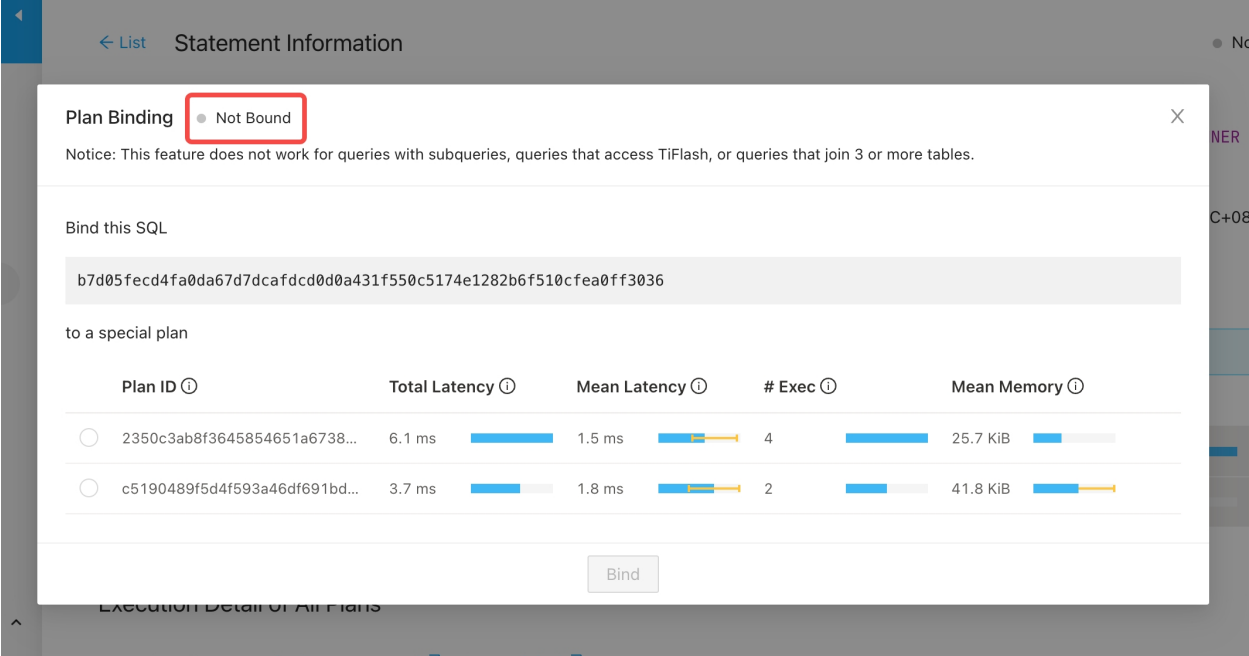 ← List Statement Information
Plan Binding Not Bound
Notice: This feature does not work for queries with subqueries, queries that access TiFlash, or queries that join 3 or more tables.
NER
Bind this SQL
C+08
b7d05fecd4fa0da67d7dcafdcd0d0a431f550c5174e1282b6f510cfea0ff3036
to a special plan
Plan ID Total Latency Mean Latency # Exec Mean Memory
2350c3ab8f3645854651a6738... 6.1 ms 1.5 ms 4 25.7 KiB
c5190489f5d4f593a46df691bd... 3.7 ms 1.8 ms 2 41.8 KiB
Bind
Execution Detail of All Plans